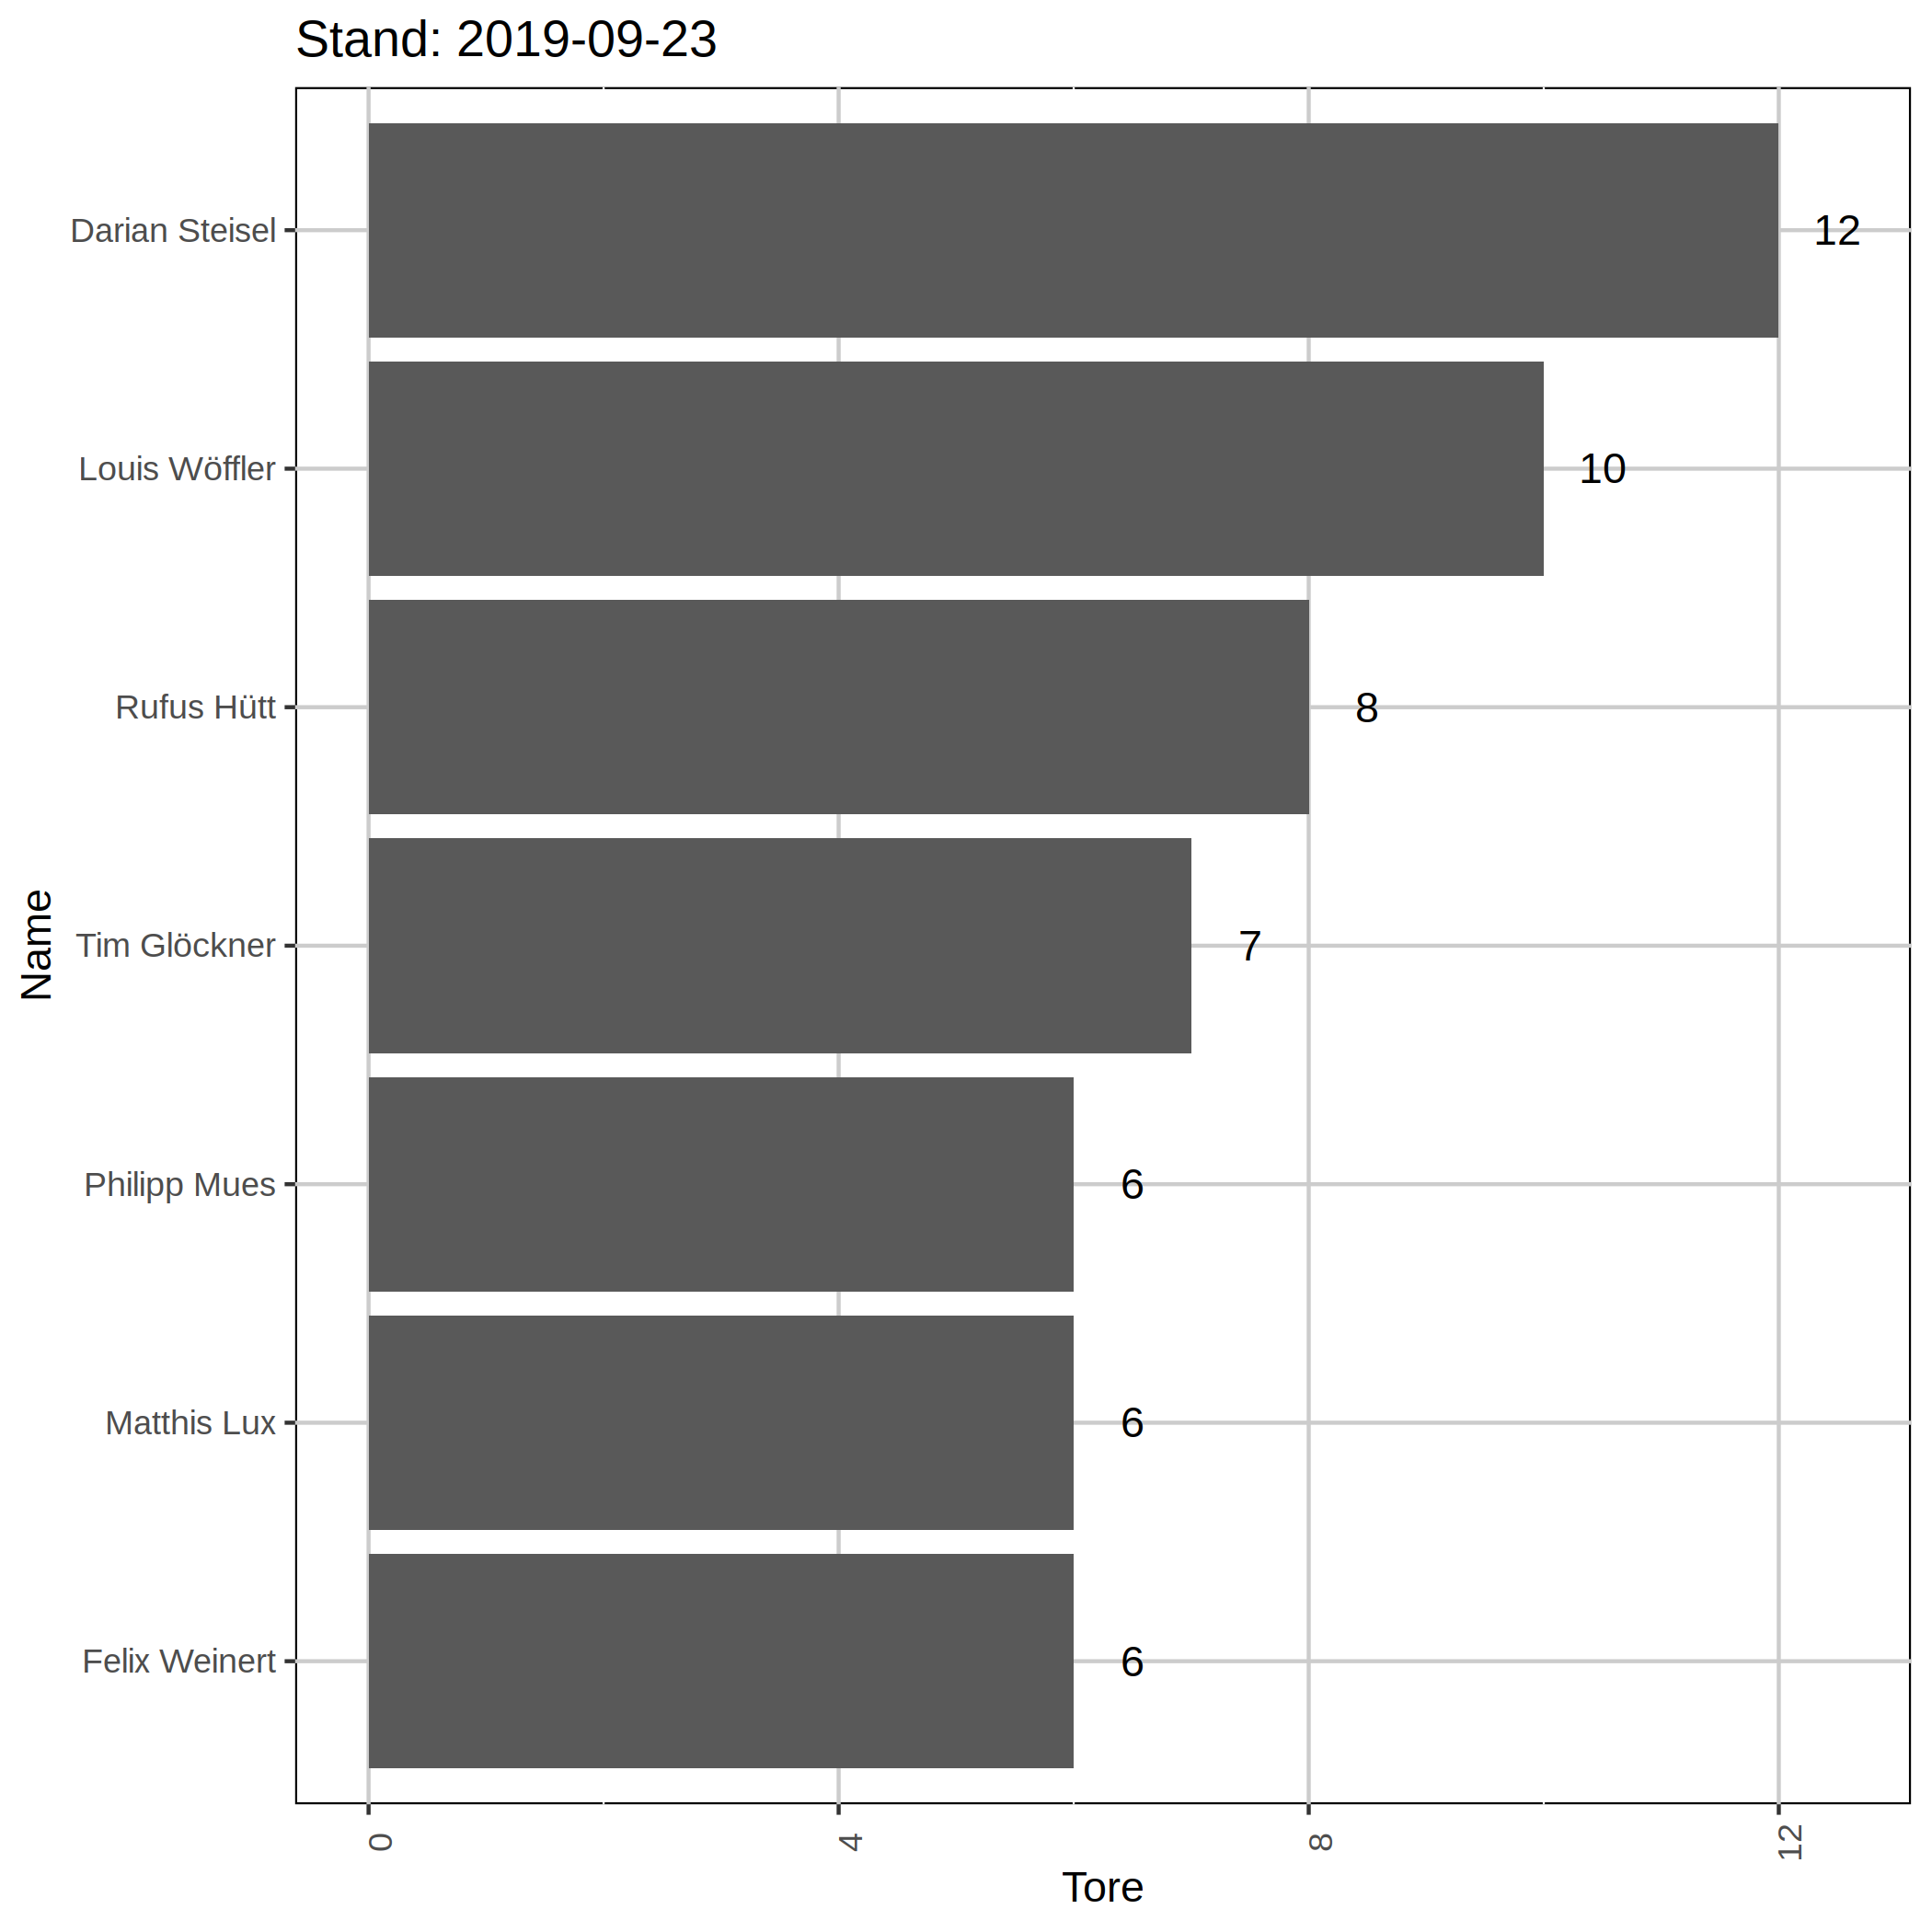 Stand: 2019-09-23
Darian Steisel
12
Louis Wöffler
10
Rufus Hütt
8
Tim Glöckner
7
Philipp Mues
6
Matthis Lux
6
Felix Weinert
6
Name
0
4
8
12
Tore